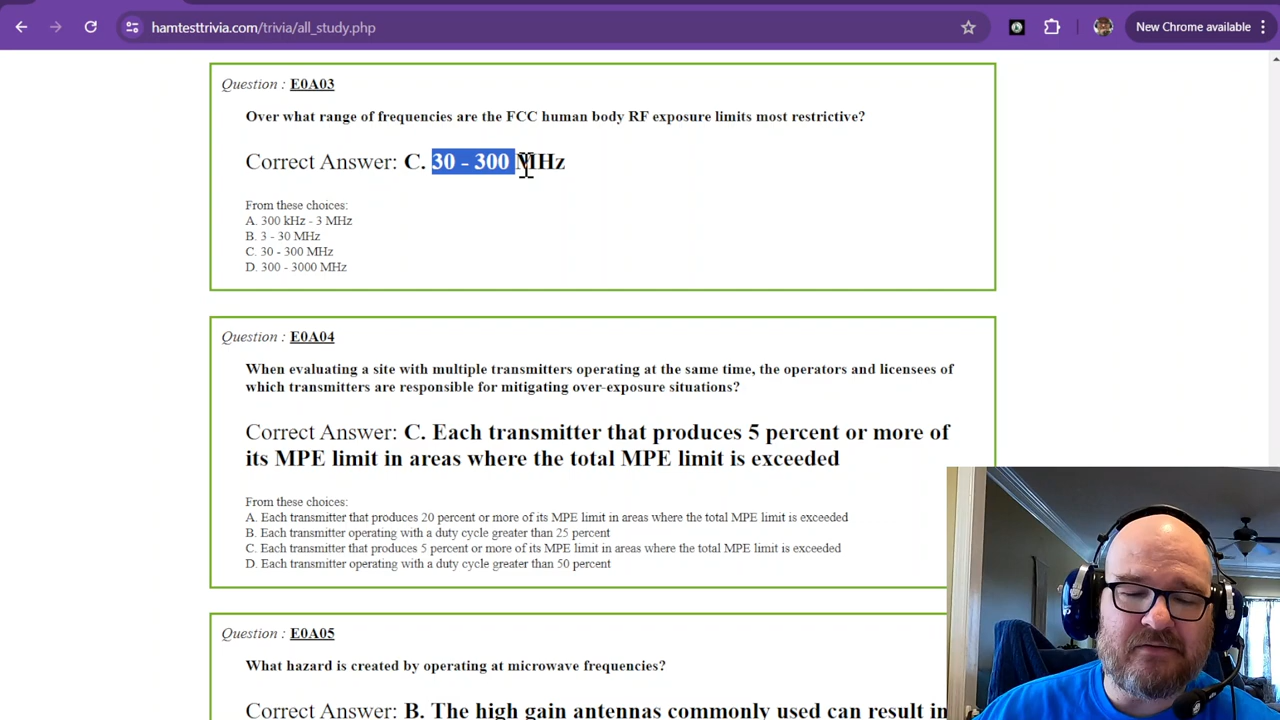 hamtesttrivia.com/trivia/all_study.php
New Chrome available
Question : E0A03
Over what range of frequencies are the FCC human body RF exposure limits most restrictive?
Correct Answer: C. 30 - 300 MHz
From these choices:
A. 300 kHz - 3 MHz
B. 3 - 30 MHz
C. 30 - 300 MHz
D. 300 - 3000 MHz
Question : E0A04
When evaluating a site with multiple transmitters operating at the same time, the operators and licensees of
which transmitters are responsible for mitigating over-exposure situations?
Correct Answer: C. Each transmitter that produces 5 percent or more of
its MPE limit in areas where the total MPE limit is exceeded
From these choices:
A. Each transmitter that produces 20 percent or more of its MPE limit in areas where the total MPE limit is exceeded
B. Each transmitter operating with a duty cycle greater than 25 percent
C. Each transmitter that produces 5 percent or more of its MPE limit in areas where the total MPE limit is exceeded
D. Each transmitter operating with a duty cycle greater than 50 percent
Question : E0A05
What hazard is created by operating at microwave frequencies?
Correct Answer: B. The high gain antennas commonly used can result in